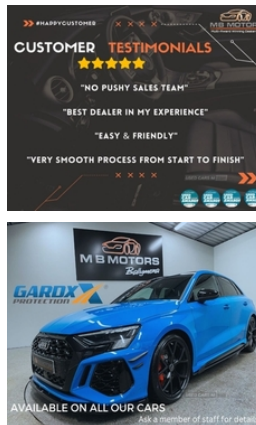 #HAPPYCUSTOMER
MB MOTORS
CUSTOMER TESTIMONIALS
"NO PUSHY SALES TEAM"
"BEST DEALER IN MY EXPERIENCE"
"EASY & FRIENDLY"
"VERY SMOOTH PROCESS FROM START TO FINISH"
M B MOTORS
Ballymena
GARDX
PROTECTION
AVAILABLE ON ALL OUR CARS
Ask a member of staff for details